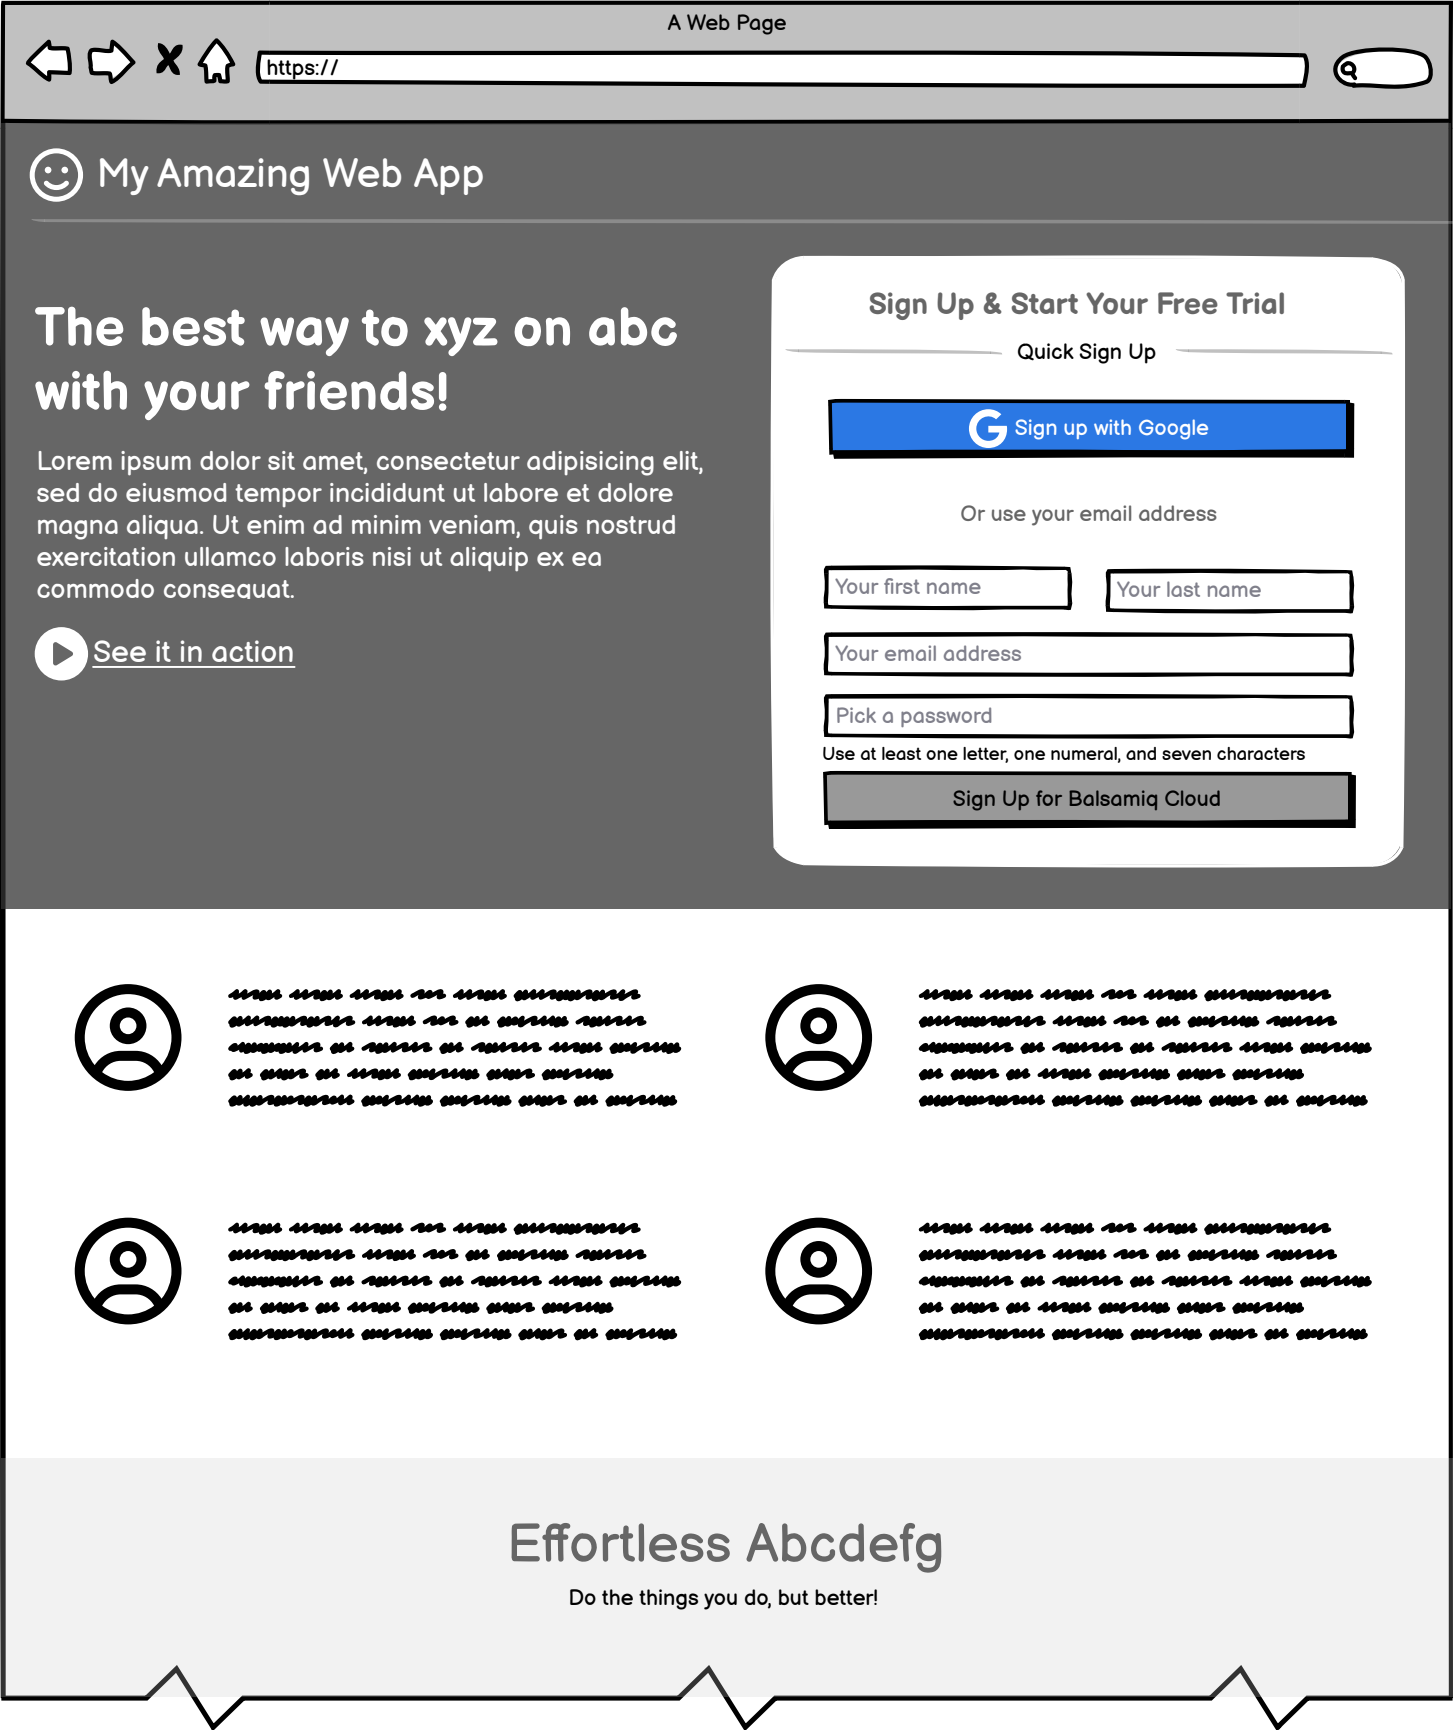 A Web Page
https://
My Amazing Web App
The best way to xyz on abc
with your friends!
Lorem ipsum dolor sit amet, consectetur adipisicing elit,
sed do eiusmod tempor incididunt ut labore et dolore
magna aliqua. Ut enim ad minim veniam, quis nostrud
exercitation ullamco laboris nisi ut aliquip ex ea
commodo consequat.
See it in action
Sign Up & Start Your Free Trial
Quick Sign Up
Sign up with Google
Or use your email address
Your first name
Your last name
Your email address
Pick a password
Use at least one letter, one numeral, and seven characters
Sign Up for Balsamiq Cloud
Effortless Abcdefg
Do the things you do, but better!